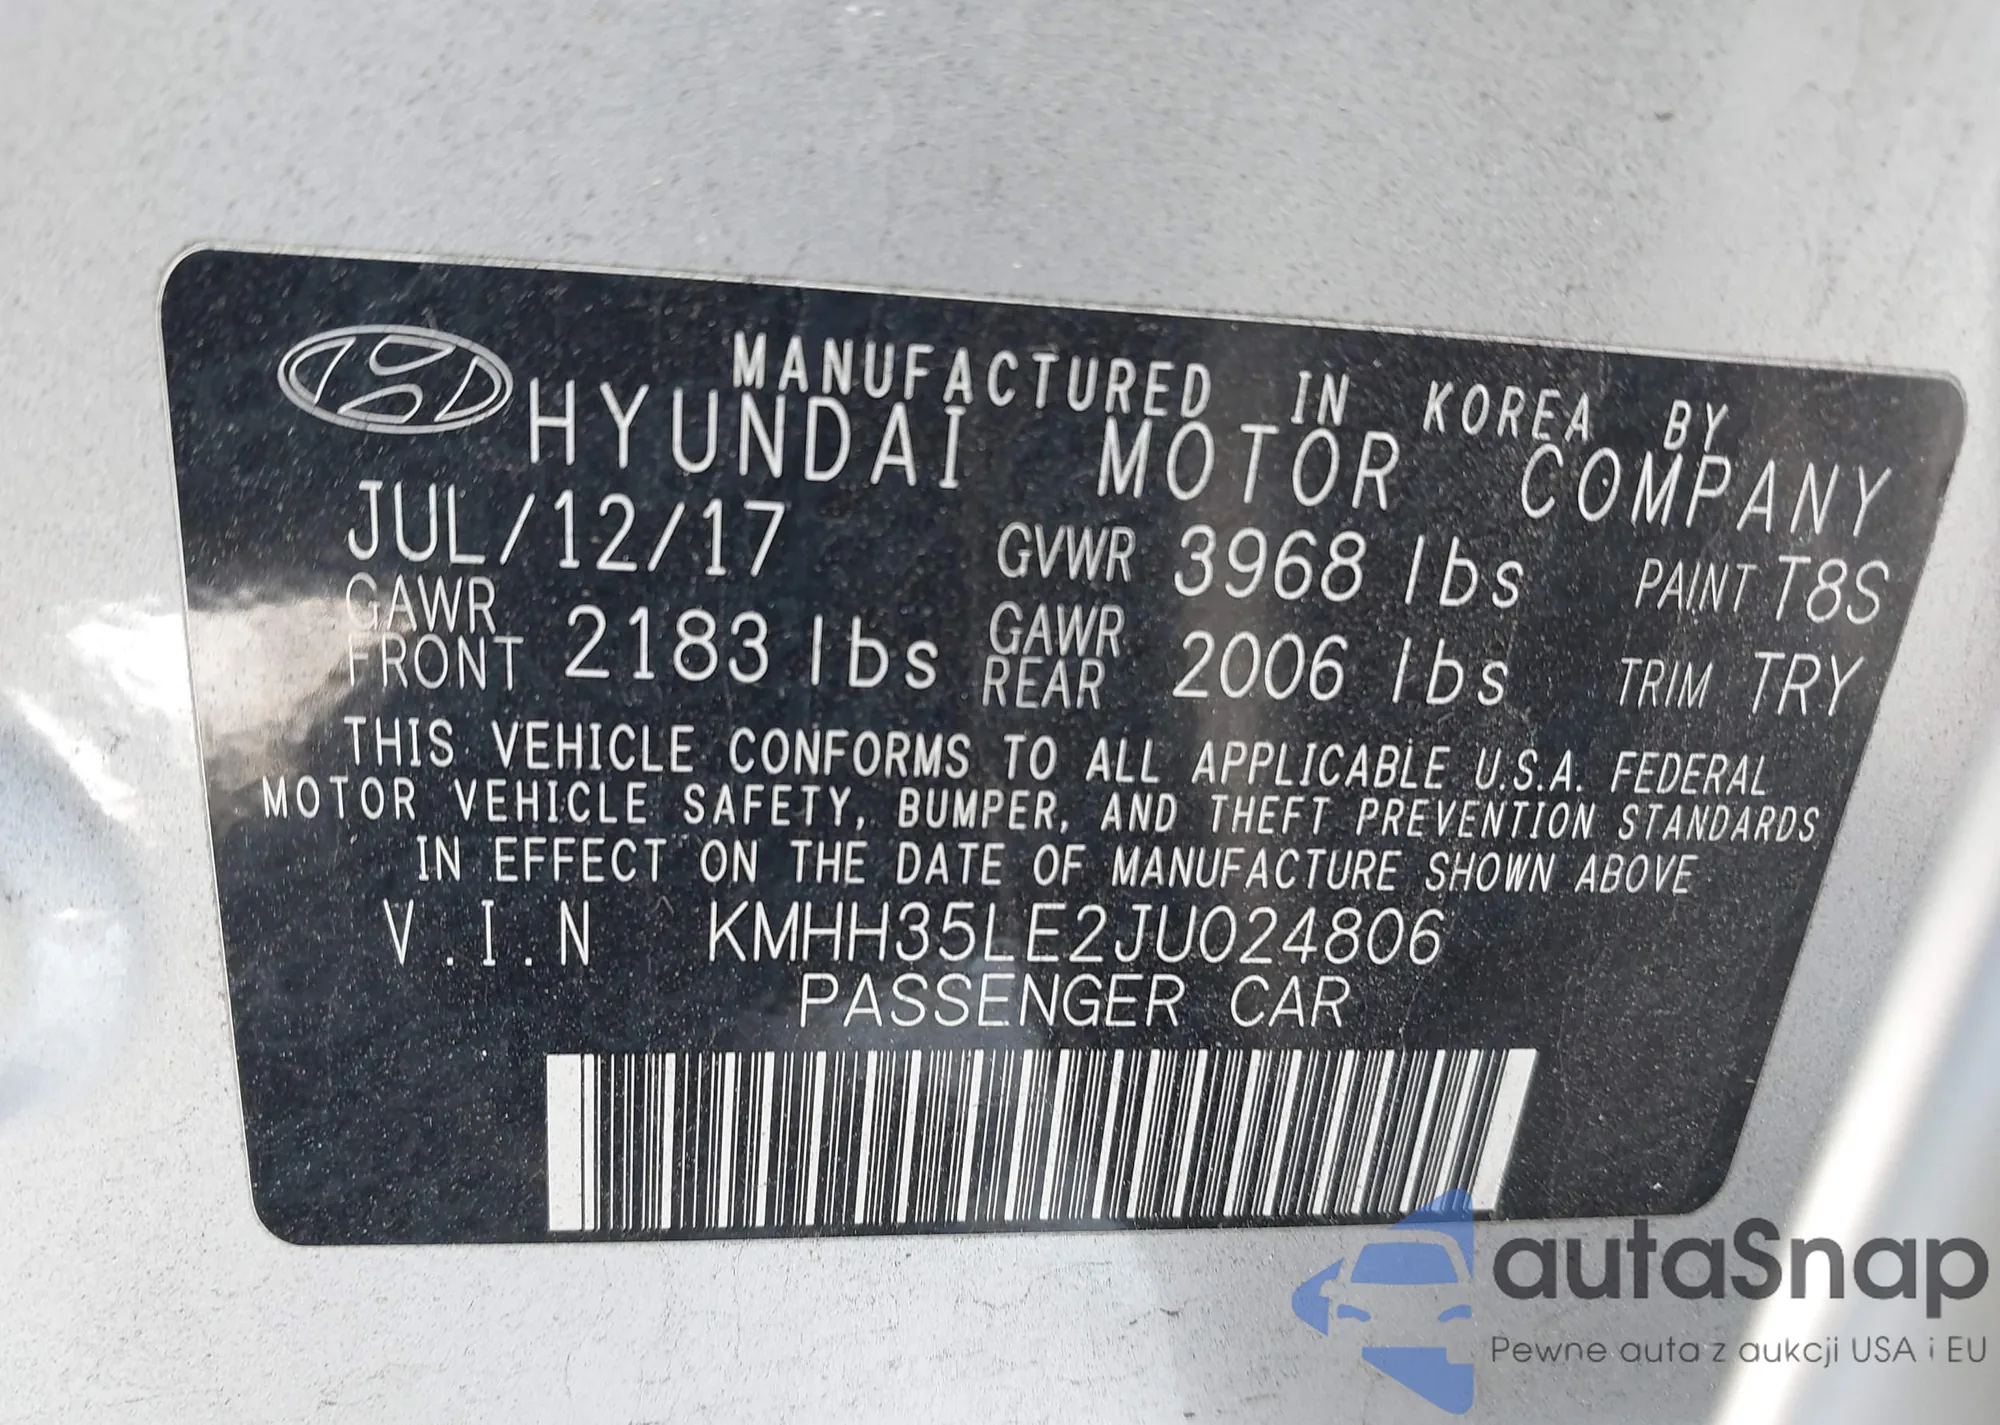 MANUFACTURED IN KOREA BY
HYUNDAI MOTOR COMPANY
JUL/12/17 GVWR 3968 lbs PAINT T8S
GAWR FRONT 2183 lbs GAWR REAR 2006 lbs TRIM TRY
THIS VEHICLE CONFORMS TO ALL APPLICABLE U.S.A. FEDERAL
MOTOR VEHICLE SAFETY, BUMPER, AND THEFT PREVENTION STANDARDS
IN EFFECT ON THE DATE OF MANUFACTURE SHOWN ABOVE
V.I.N KMHH35LE2JU024806
PASSENGER CAR
autaSnap
Pewne auta z aukcji USA i EU